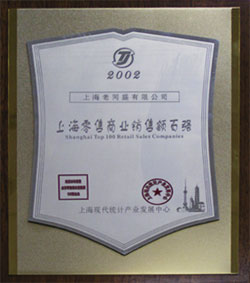 2002
上海老同盛有限公司
上海零售商业销售额百强
Shanghai Top 100 Retail Sales Companies
上海现代统计产业发展中心